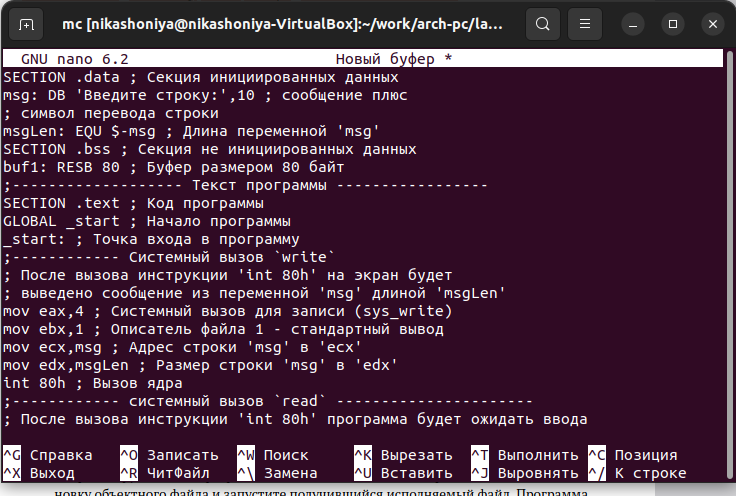 mc [nikashoniya@nikashoniya-VirtualBox]:~/work/arch-pc/la...
GNU nano 6.2 Новый буфер *
SECTION .data ; Секция инициированных данных
msg: DB 'Введите строку:',10 ; сообщение плюс
; символ перевода строки
msgLen: EQU $-msg ; Длина переменной 'msg'
SECTION .bss ; Секция не инициированных данных
buf1: RESB 80 ; Буфер размером 80 байт
;------------------- Текст программы -----------------
SECTION .text ; Код программы
GLOBAL _start ; Начало программы
_start: ; Точка входа в программу
;------------ Cистемный вызов `write`
; После вызова инструкции 'int 80h' на экран будет
; выведено сообщение из переменной 'msg' длиной 'msgLen'
mov eax,4 ; Системный вызов для записи (sys_write)
mov ebx,1 ; Описатель файла 1 - стандартный вывод
mov ecx,msg ; Адрес строки 'msg' в 'ecx'
mov edx,msgLen ; Размер строки 'msg' в 'edx'
int 80h ; Вызов ядра
;------------ системный вызов `read` ----------------------
; После вызова инструкции 'int 80h' программа будет ожидать ввода
^G Справка ^O Записать ^W Поиск ^K Вырезать ^T Выполнить ^C Позиция
^X Выход ^R ЧитФайл ^\ Замена ^U Вставить ^J Выровнять ^/ К строке
новку объектного файла и запустите получившийся исполняемый файл. Программа